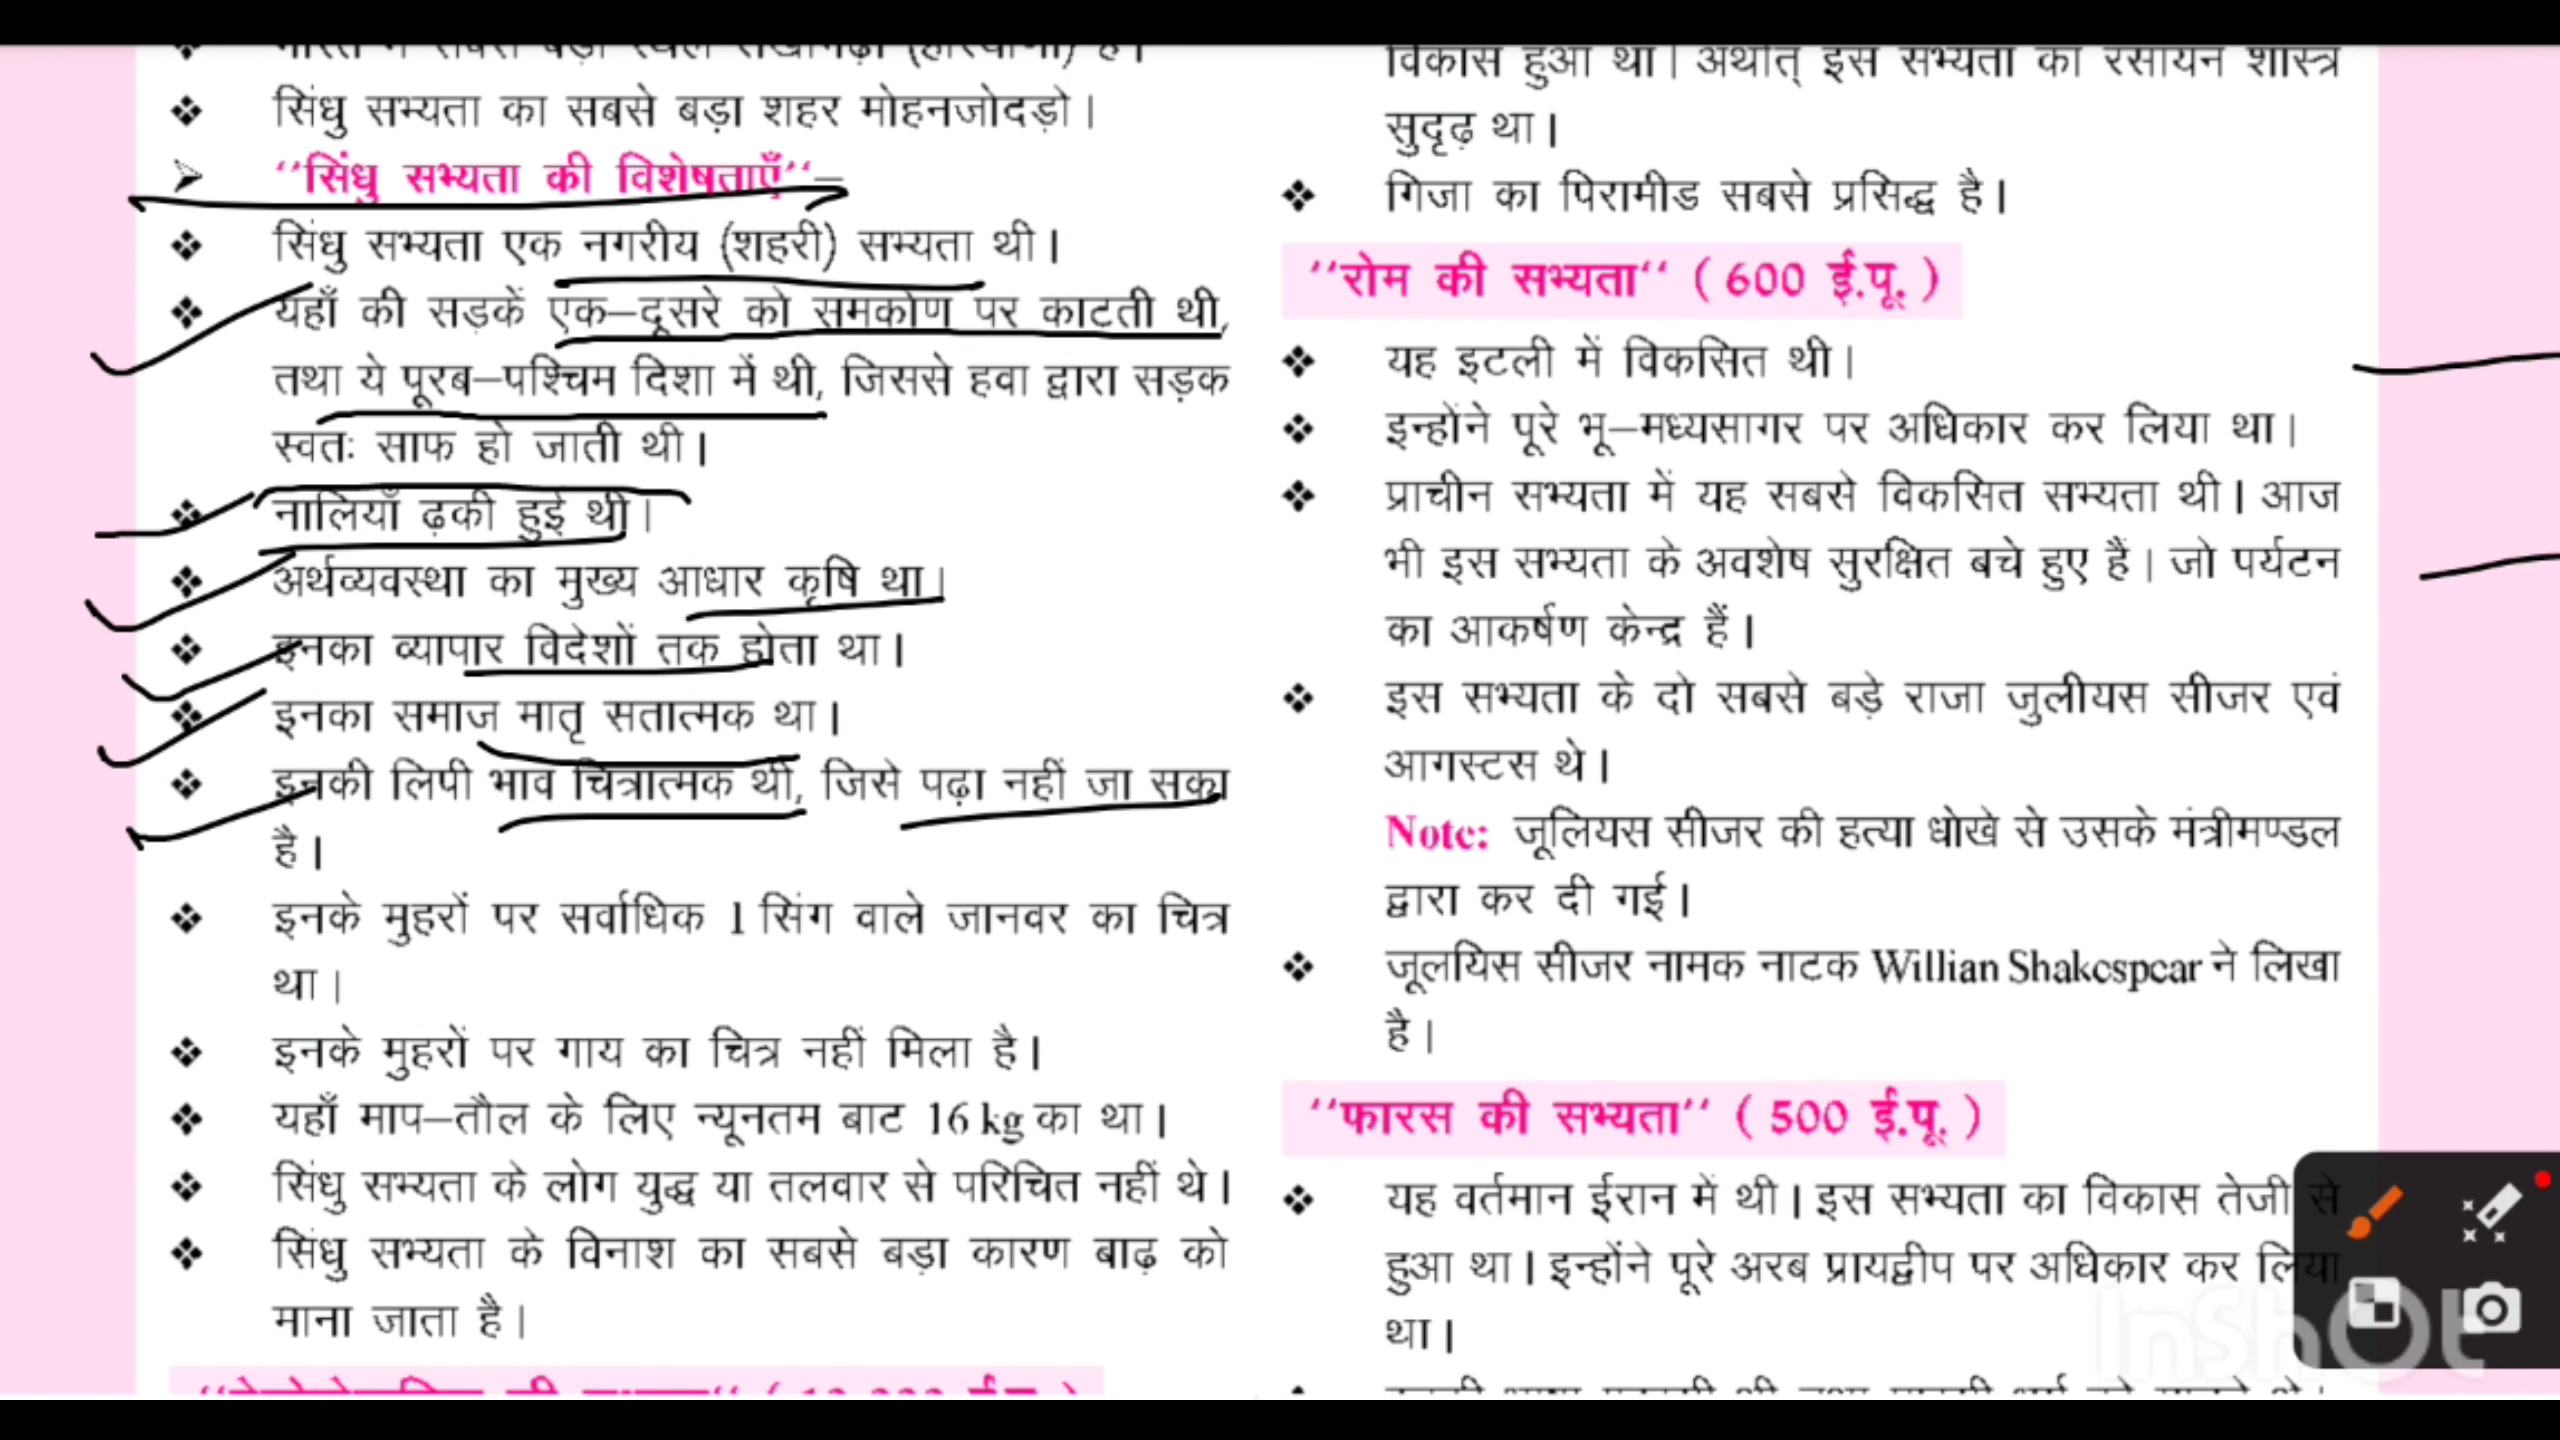 सिंधु सभ्यता का सबसे बड़ा शहर मोहनजोदड़ो।
''सिंधु सभ्यता की विशेषताएँ''–
सिंधु सभ्यता एक नगरीय (शहरी) सभ्यता थी।
यहाँ की सड़कें एक–दूसरे को समकोण पर काटती थी,
तथा ये पूरब–पश्चिम दिशा में थी, जिससे हवा द्वारा सड़क
स्वतः साफ हो जाती थी।
नालियाँ ढ़की हुई थी।
अर्थव्यवस्था का मुख्य आधार कृषि था।
इनका व्यापार विदेशों तक होता था।
इनका समाज मातृ सतात्मक था।
इनकी लिपी भाव चित्रात्मक थी, जिसे पढ़ा नहीं जा सका
है।
इनके मुहरों पर सर्वाधिक 1 सिंग वाले जानवर का चित्र
था।
इनके मुहरों पर गाय का चित्र नहीं मिला है।
यहाँ माप–तौल के लिए न्यूनतम बाट 16 kg का था।
सिंधु सभ्यता के लोग युद्ध या तलवार से परिचित नहीं थे।
सिंधु सभ्यता के विनाश का सबसे बड़ा कारण बाढ़ को
माना जाता है।
विकास हुआ था। अर्थात् इस सभ्यता का रसायन शास्त्र
सुदृढ़ था।
गिजा का पिरामीड सबसे प्रसिद्ध है।
''रोम की सभ्यता'' (600 ई.पू.)
यह इटली में विकसित थी।
इन्होंने पूरे भू–मध्यसागर पर अधिकार कर लिया था।
प्राचीन सभ्यता में यह सबसे विकसित सभ्यता थी। आज
भी इस सभ्यता के अवशेष सुरक्षित बचे हुए हैं। जो पर्यटन
का आकर्षण केन्द्र हैं।
इस सभ्यता के दो सबसे बड़े राजा जुलीयस सीजर एवं
आगस्टस थे।
Note: जूलियस सीजर की हत्या धोखे से उसके मंत्रीमण्डल
द्वारा कर दी गई।
जूलयिस सीजर नामक नाटक Willian Shakespear ने लिखा
है।
''फारस की सभ्यता'' (500 ई.पू.)
यह वर्तमान ईरान में थी। इस सभ्यता का विकास तेजी से
हुआ था। इन्होंने पूरे अरब प्रायद्वीप पर अधिकार कर लिया
था।
InShOt